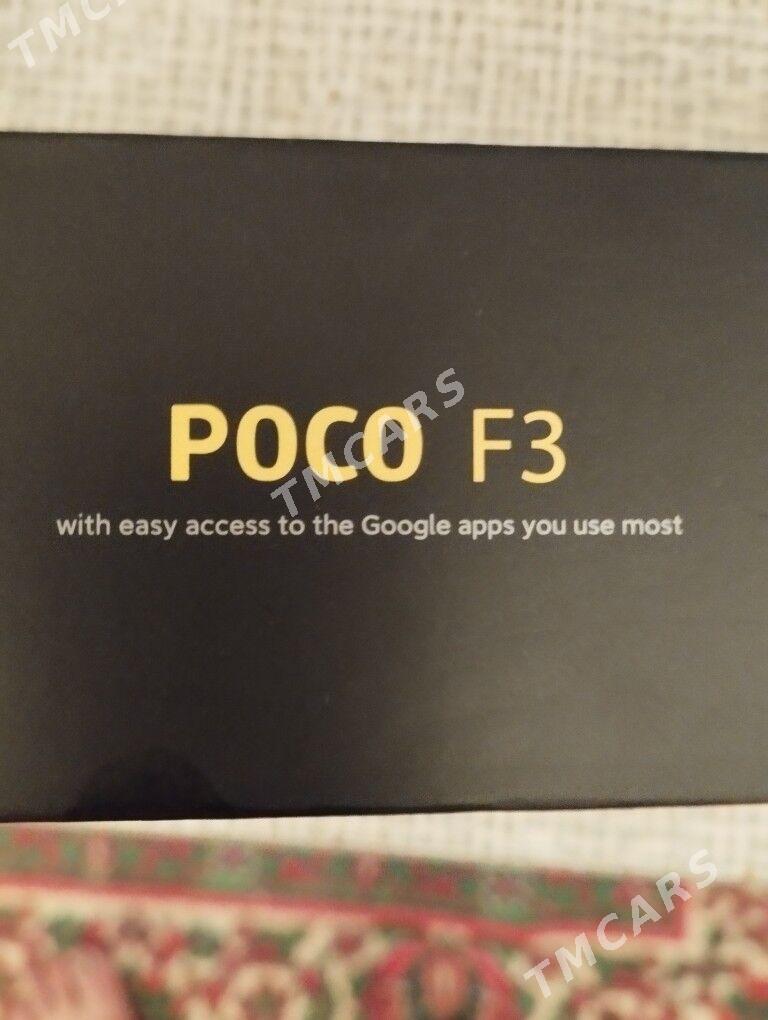 TMCARS
POCO F3
TMCARS
with easy access to the Google apps you use most
TMCARS